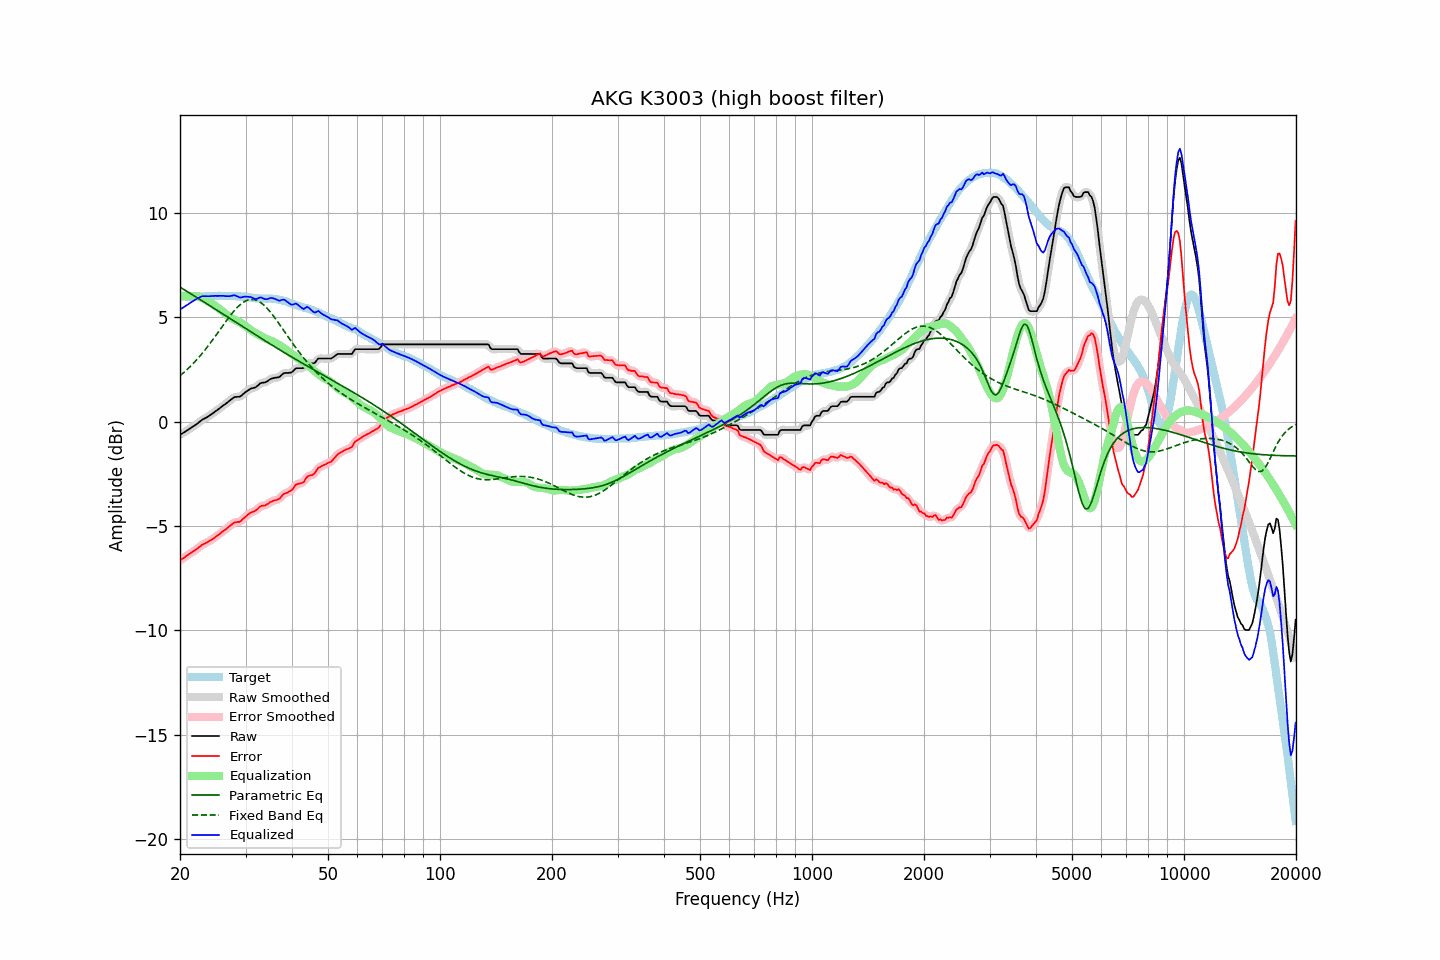 AKG K3003 (high boost filter)
Amplitude (dBr)
10
5
0
−5
−10
−15
−20
Target
Raw Smoothed
Error Smoothed
Raw
Error
Equalization
Parametric Eq
Fixed Band Eq
Equalized
20 50 100 200 500 1000 2000 5000 10000 20000
Frequency (Hz)